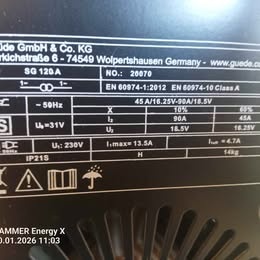 üde GmbH & Co. KG
rkichstraße 6 - 74549 Wolpertshausen Germany - www.guede.
SG 120 A NO.: 20070
EN 60974-1:2012 EN 60974-10 Class A
~ 50Hz 45A/16.25V-90A/18.5V
X 10% 60%
S U₀=31V I₂ 90A 45A
U₂ 18.5V 16.25V
U₁: 230V I₁max= 13.5A I₁eff = 4.7A
IP21S H 14kg
AMMER Energy X
0.01.2026 11:03